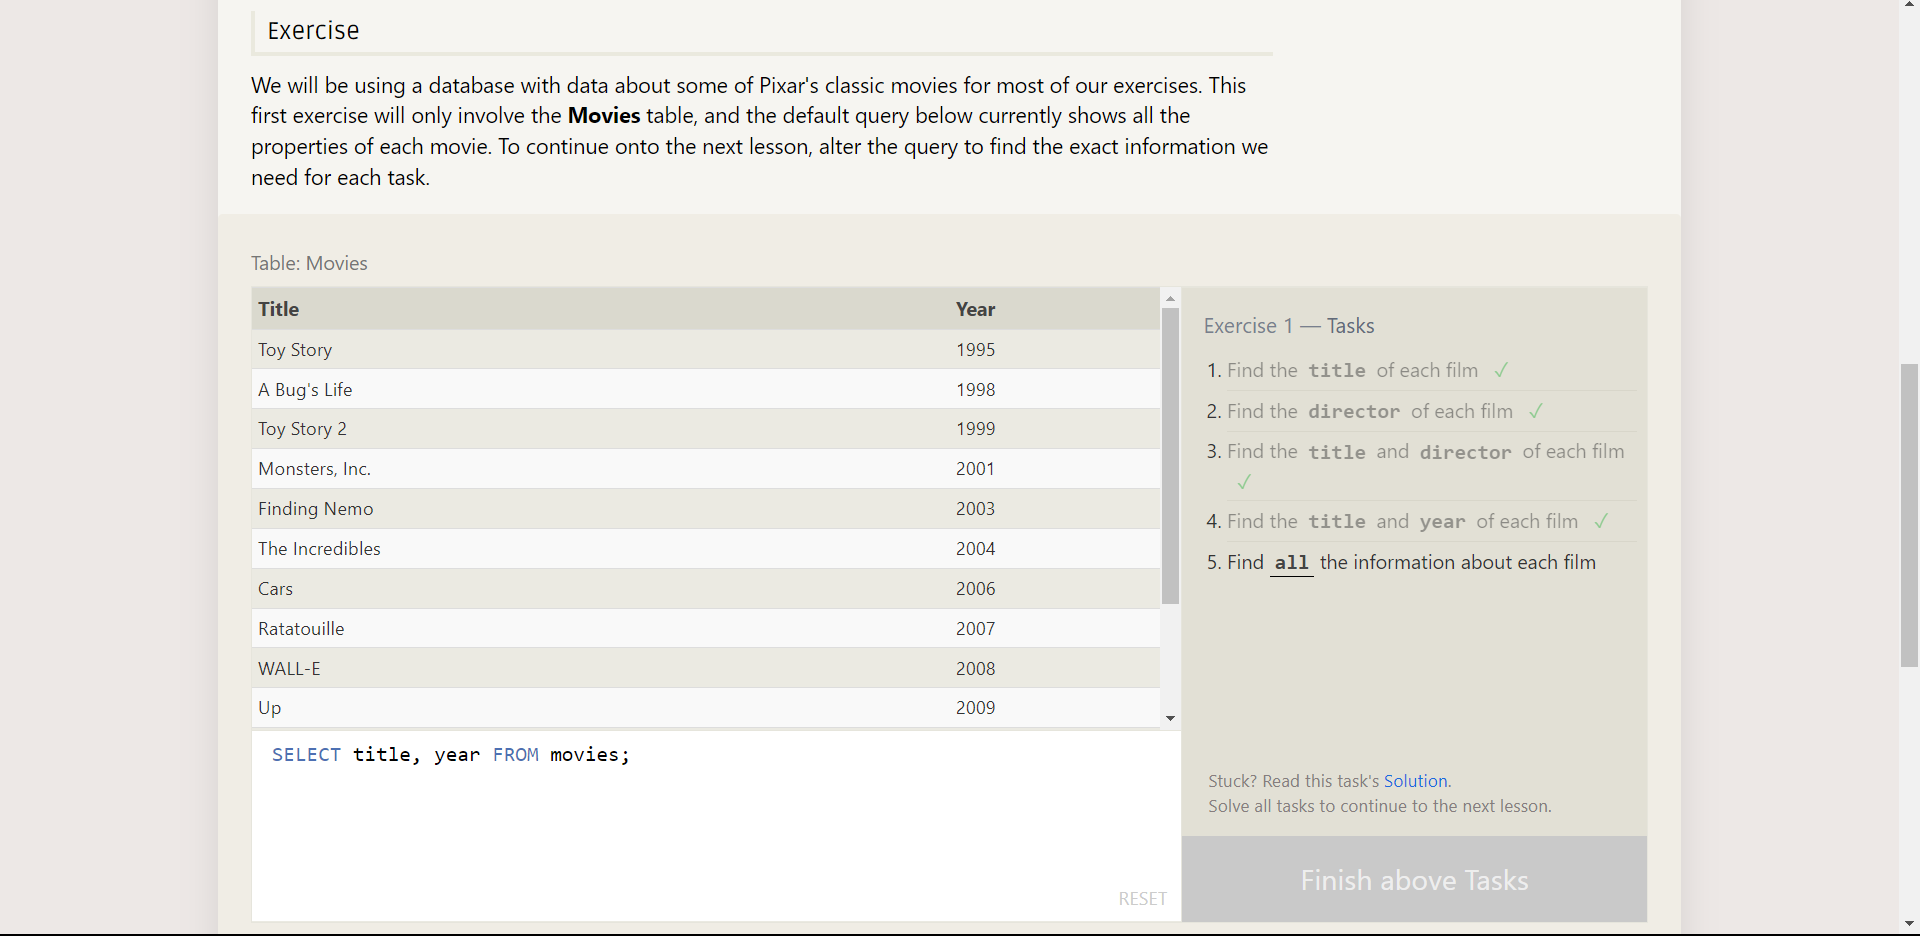 Exercise
We will be using a database with data about some of Pixar's classic movies for most of our exercises. This
first exercise will only involve the Movies table, and the default query below currently shows all the
properties of each movie. To continue onto the next lesson, alter the query to find the exact information we
need for each task.
Table: Movies
Title Year
Toy Story 1995
A Bug's Life 1998
Toy Story 2 1999
Monsters, Inc. 2001
Finding Nemo 2003
The Incredibles 2004
Cars 2006
Ratatouille 2007
WALL-E 2008
Up 2009
SELECT title, year FROM movies;
RESET
Exercise 1 — Tasks
1. Find the title of each film ✓
2. Find the director of each film ✓
3. Find the title and director of each film
✓
4. Find the title and year of each film ✓
5. Find all the information about each film
Stuck? Read this task's Solution.
Solve all tasks to continue to the next lesson.
Finish above Tasks